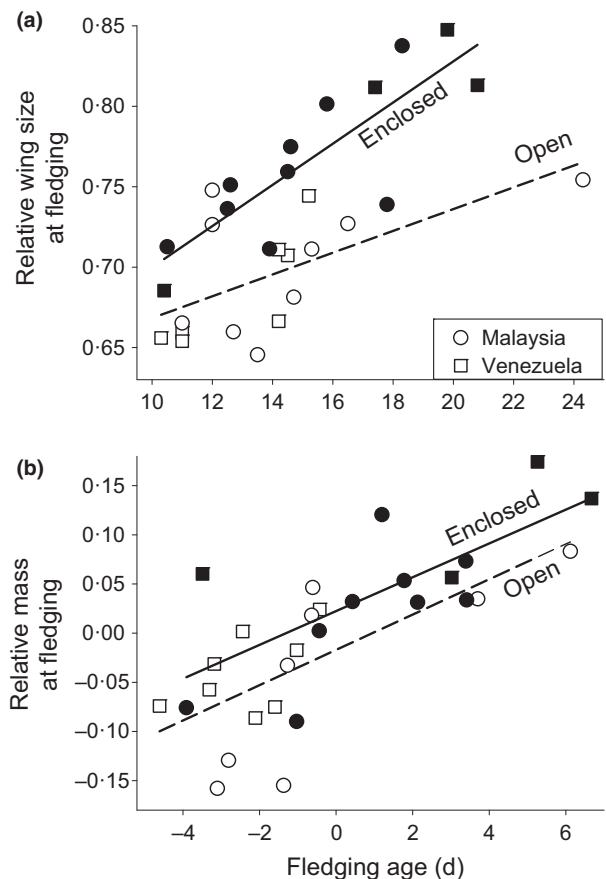 (a)
0·85
0·80
0·75
0·70
0·65
Relative wing size
at fledging
Enclosed
Open
Malaysia
Venezuela
10 12 14 16 18 20 22 24
(b)
0·15
0·10
0·05
0·00
–0·05
–0·10
–0·15
Relative mass
at fledging
Enclosed
Open
–4 –2 0 2 4 6
Fledging age (d)